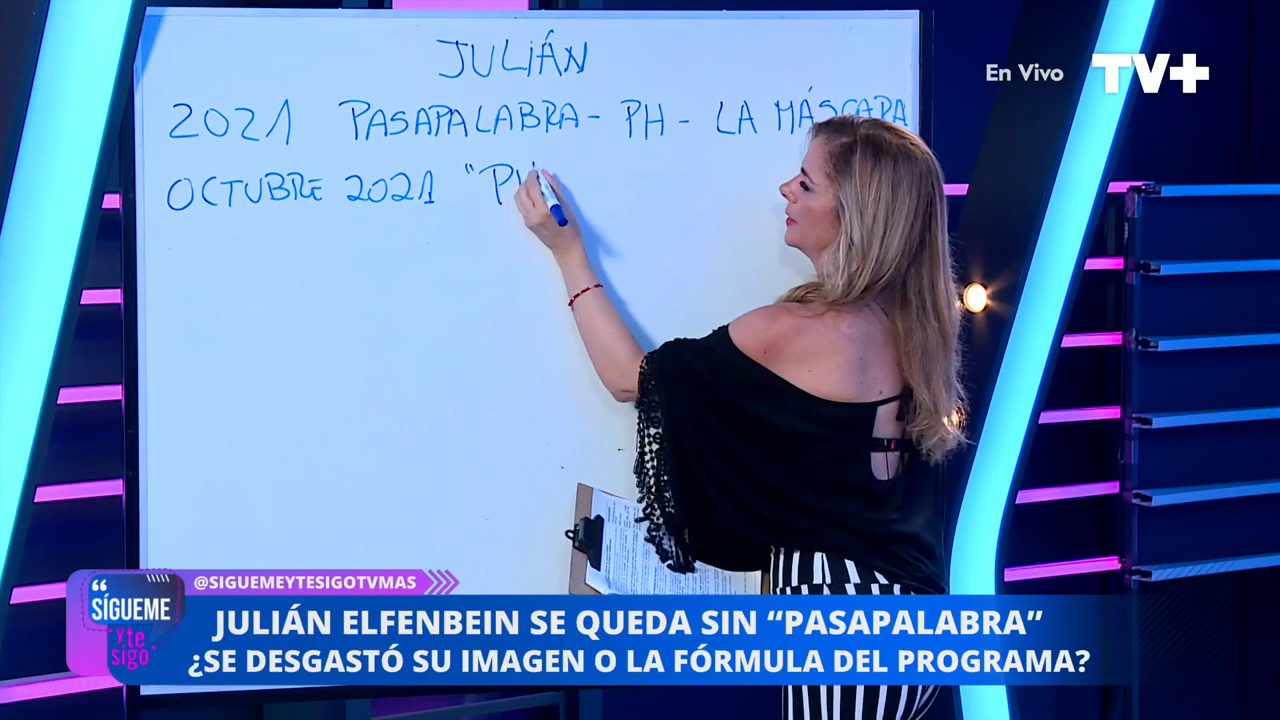 JULIÁN
2021 PASAPALABRA - PH - LA MÁSCARA
OCTUBRE 2021 "PH
En Vivo TV+
@SIGUEMEYTESIGOTVMAS
“SÍGUEME
y te
sigo
JULIÁN ELFENBEIN SE QUEDA SIN “PASAPALABRA”
¿SE DESGASTÓ SU IMAGEN O LA FÓRMULA DEL PROGRAMA?